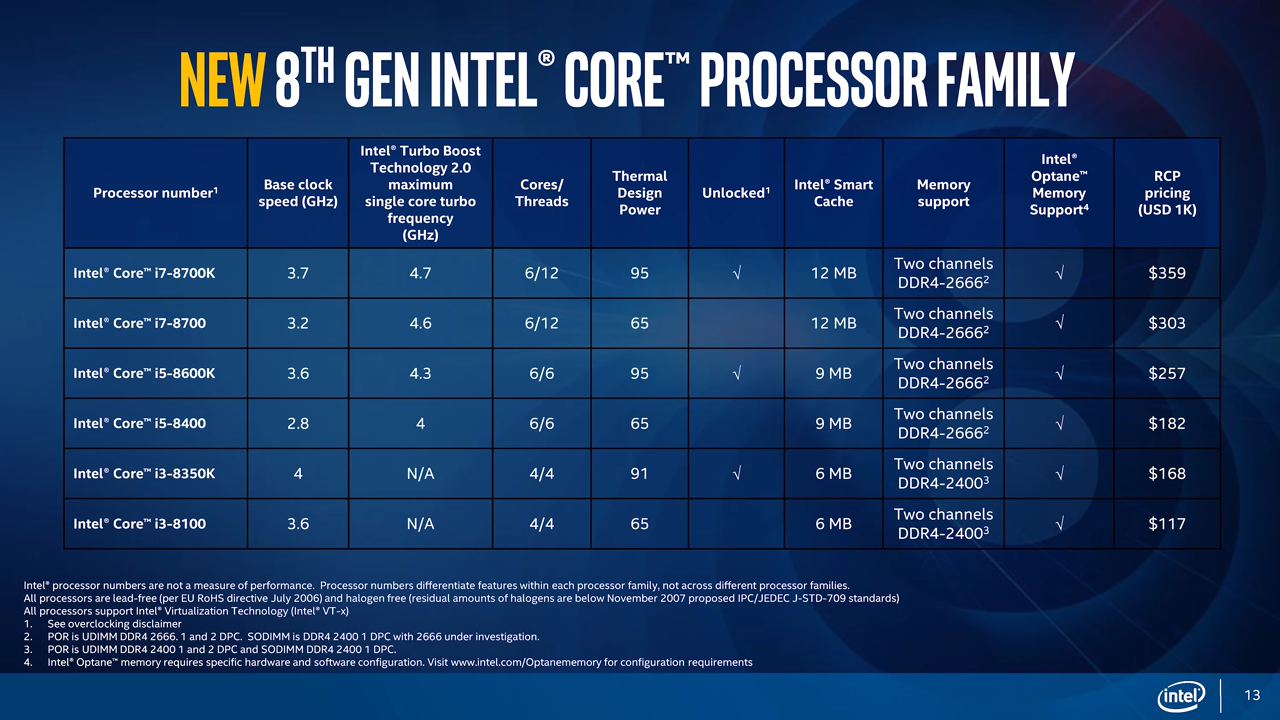 NEW 8TH GEN INTEL® CORE™ PROCESSOR FAMILY
Processor number¹
Base clock
speed (GHz)
Intel® Turbo Boost
Technology 2.0
maximum
single core turbo
frequency
(GHz)
Cores/
Threads
Thermal
Design
Power
Unlocked¹
Intel® Smart
Cache
Memory
support
Intel®
Optane™
Memory
Support⁴
RCP
pricing
(USD 1K)
Intel® Core™ i7-8700K 3.7 4.7 6/12 95 √ 12 MB Two channels
DDR4-2666² √ $359
Intel® Core™ i7-8700 3.2 4.6 6/12 65 12 MB Two channels
DDR4-2666² √ $303
Intel® Core™ i5-8600K 3.6 4.3 6/6 95 √ 9 MB Two channels
DDR4-2666² √ $257
Intel® Core™ i5-8400 2.8 4 6/6 65 9 MB Two channels
DDR4-2666² √ $182
Intel® Core™ i3-8350K 4 N/A 4/4 91 √ 6 MB Two channels
DDR4-2400³ √ $168
Intel® Core™ i3-8100 3.6 N/A 4/4 65 6 MB Two channels
DDR4-2400³ √ $117
Intel® processor numbers are not a measure of performance. Processor numbers differentiate features within each processor family, not across different processor families.
All processors are lead-free (per EU RoHS directive July 2006) and halogen free (residual amounts of halogens are below November 2007 proposed IPC/JEDEC J-STD-709 standards)
All processors support Intel® Virtualization Technology (Intel® VT-x)
1. See overclocking disclaimer
2. POR is UDIMM DDR4 2666. 1 and 2 DPC. SODIMM is DDR4 2400 1 DPC with 2666 under investigation.
3. POR is UDIMM DDR4 2400 1 and 2 DPC and SODIMM DDR4 2400 1 DPC.
4. Intel® Optane™ memory requires specific hardware and software configuration. Visit www.intel.com/Optanememory for configuration requirements
intel® 13